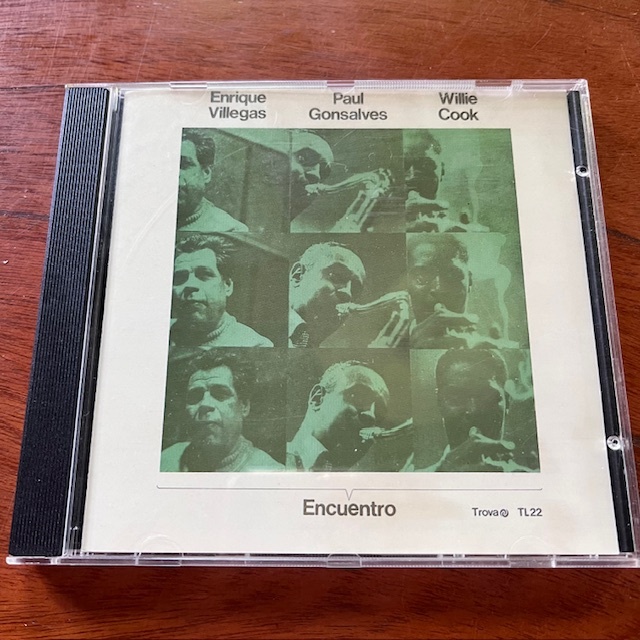 Enrique Villegas
Paul Gonsalves
Willie Cook
Encuentro
Trova TL22